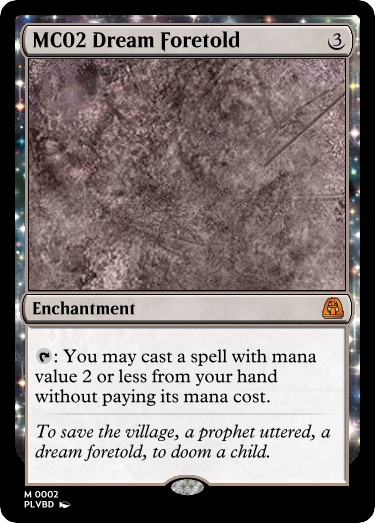 MC02 Dream Foretold 3
Enchantment
: You may cast a spell with mana
value 2 or less from your hand
without paying its mana cost.
To save the village, a prophet uttered, a
dream foretold, to doom a child.
M 0002
PLVBD